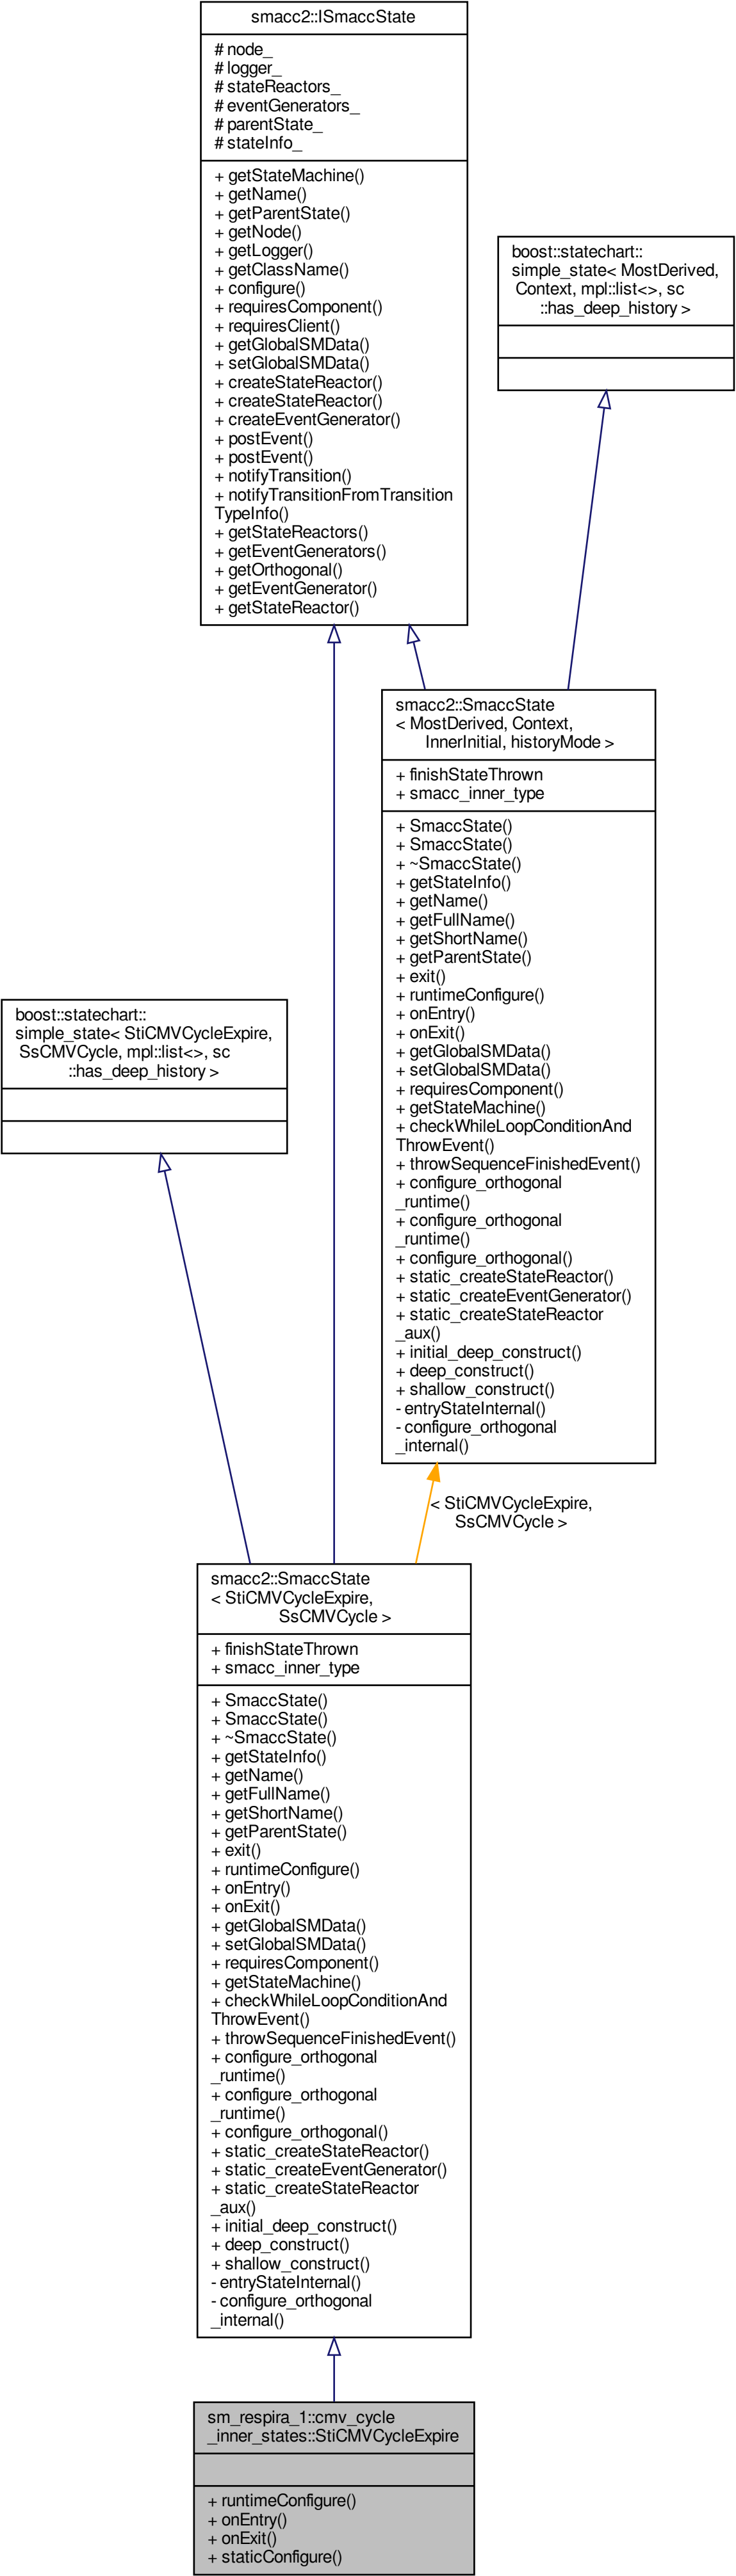 smacc2::ISmaccState
# node_
# logger_
# stateReactors_
# eventGenerators_
# parentState_
# stateInfo_
+ getStateMachine()
+ getName()
+ getParentState()
+ getNode()
+ getLogger()
+ getClassName()
+ configure()
+ requiresComponent()
+ requiresClient()
+ getGlobalSMData()
+ setGlobalSMData()
+ createStateReactor()
+ createStateReactor()
+ createEventGenerator()
+ postEvent()
+ postEvent()
+ notifyTransition()
+ notifyTransitionFromTransition
TypeInfo()
+ getStateReactors()
+ getEventGenerators()
+ getOrthogonal()
+ getEventGenerator()
+ getStateReactor()
boost::statechart::
simple_state< MostDerived,
Context, mpl::list<>, sc
::has_deep_history >
smacc2::SmaccState
< MostDerived, Context,
InnerInitial, historyMode >
+ finishStateThrown
+ smacc_inner_type
+ SmaccState()
+ SmaccState()
+ ~SmaccState()
+ getStateInfo()
+ getName()
+ getFullName()
+ getShortName()
+ getParentState()
+ exit()
+ runtimeConfigure()
+ onEntry()
+ onExit()
+ getGlobalSMData()
+ setGlobalSMData()
+ requiresComponent()
+ getStateMachine()
+ checkWhileLoopConditionAnd
ThrowEvent()
+ throwSequenceFinishedEvent()
+ configure_orthogonal
_runtime()
+ configure_orthogonal
_runtime()
+ configure_orthogonal()
+ static_createStateReactor()
+ static_createEventGenerator()
+ static_createStateReactor
_aux()
+ initial_deep_construct()
+ deep_construct()
+ shallow_construct()
- entryStateInternal()
- configure_orthogonal
_internal()
boost::statechart::
simple_state< StiCMVCycleExpire,
SsCMVCycle, mpl::list<>, sc
::has_deep_history >
< StiCMVCycleExpire,
SsCMVCycle >
smacc2::SmaccState
< StiCMVCycleExpire,
SsCMVCycle >
+ finishStateThrown
+ smacc_inner_type
+ SmaccState()
+ SmaccState()
+ ~SmaccState()
+ getStateInfo()
+ getName()
+ getFullName()
+ getShortName()
+ getParentState()
+ exit()
+ runtimeConfigure()
+ onEntry()
+ onExit()
+ getGlobalSMData()
+ setGlobalSMData()
+ requiresComponent()
+ getStateMachine()
+ checkWhileLoopConditionAnd
ThrowEvent()
+ throwSequenceFinishedEvent()
+ configure_orthogonal
_runtime()
+ configure_orthogonal
_runtime()
+ configure_orthogonal()
+ static_createStateReactor()
+ static_createEventGenerator()
+ static_createStateReactor
_aux()
+ initial_deep_construct()
+ deep_construct()
+ shallow_construct()
- entryStateInternal()
- configure_orthogonal
_internal()
sm_respira_1::cmv_cycle
_inner_states::StiCMVCycleExpire
+ runtimeConfigure()
+ onEntry()
+ onExit()
+ staticConfigure()